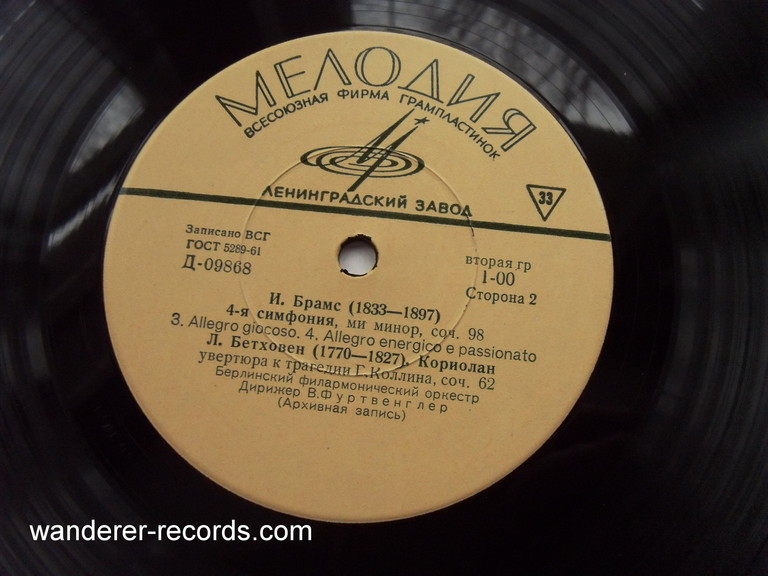 МЕЛОДИЯ
ВСЕСОЮЗНАЯ ФИРМА ГРАМПЛАСТИНОК
ЛЕНИНГРАДСКИЙ ЗАВОД
33
Записано ВСГ
ГОСТ 5289-61
Д-09868
вторая гр
1-00
Сторона 2
И. Брамс (1833—1897)
4-я симфония, ми минор, соч. 98
3. Allegro giocoso. 4. Allegro energico e passionato
Л. Бетховен (1770—1827). Кориолан
увертюра к трагедии Г. Коллина, соч. 62
Берлинский филармонический оркестр
Дирижер В. Фуртвенглер
(Архивная запись)
wanderer-records.com